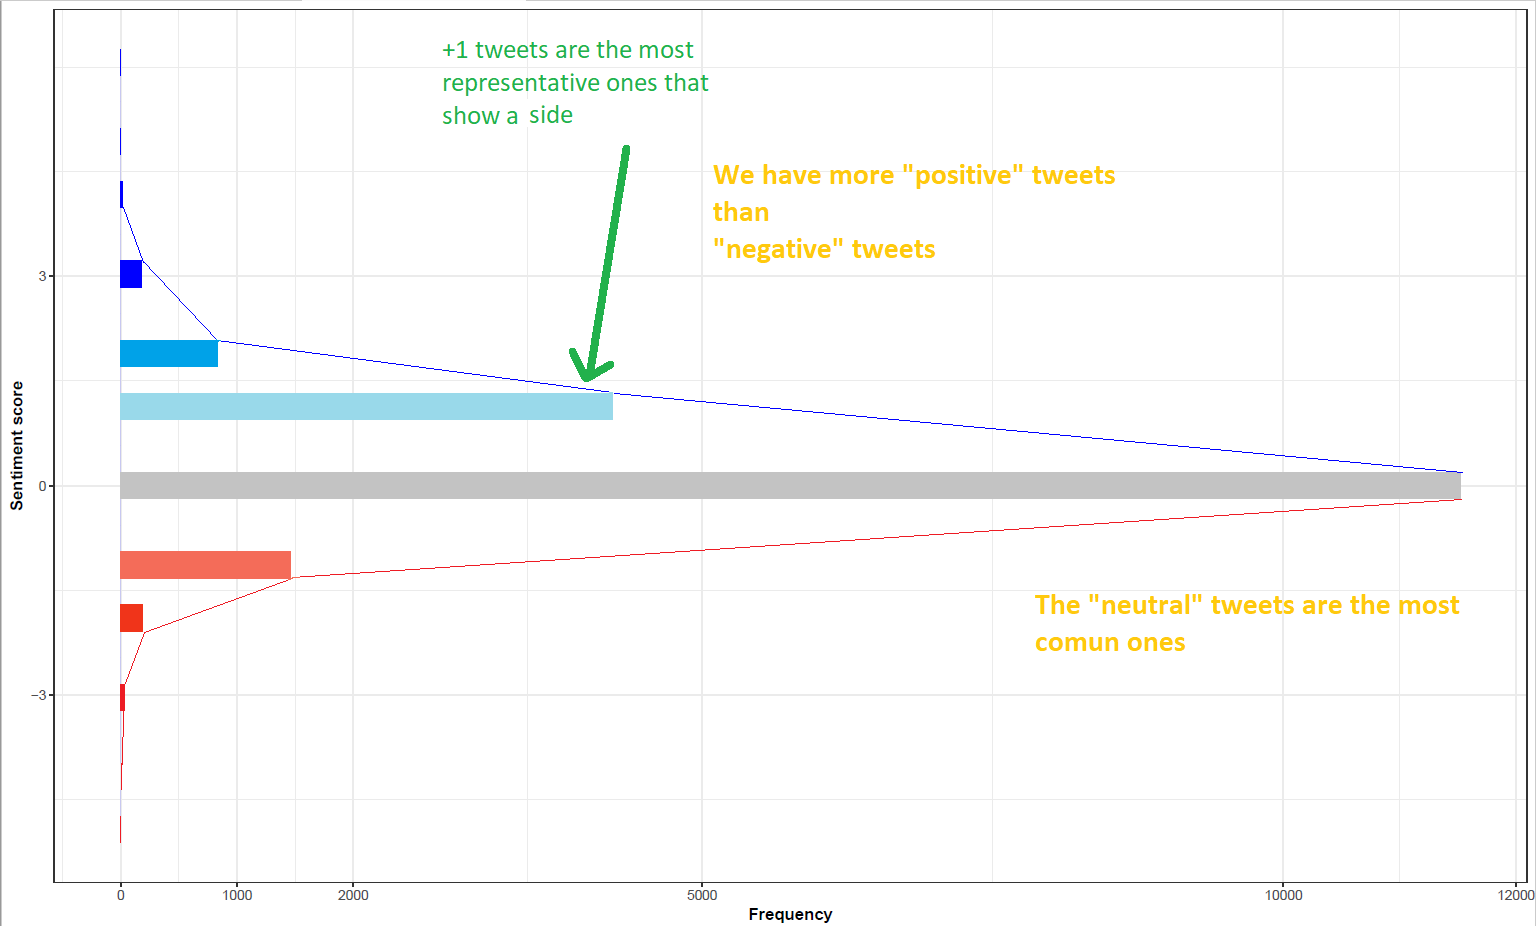 +1 tweets are the most
representative ones that
show a side
We have more "positive" tweets
than
"negative" tweets
3
0
−3
Sentiment score
The "neutral" tweets are the most
comun ones
0 1000 2000 5000 10000 12000
Frequency